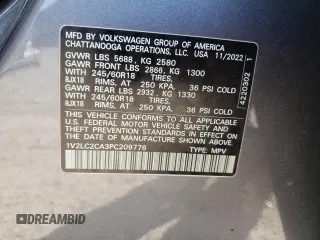 MFD BY VOLKSWAGEN GROUP OF AMERICA
CHATTANOOGA OPERATIONS, LLC. USA 11/2022
GVWR LBS 5688, KG 2580
GAWR FRONT LBS 2866, KG 1300
WITH 245/60R18 TIRES,
8JX18 RIMS, AT 250 KPA. 36 PSI COLD
GAWR REAR LBS 2932, KG 1330
WITH 245/60R18 TIRES,
8JX18 RIMS, AT 250 KPA. 36 PSI COLD
THIS VEHICLE CONFORMS TO ALL APPLICABLE
U.S. FEDERAL MOTOR VEHICLE SAFETY AND
THEFT PREVENTION STANDARDS IN EFFECT ON THE
DATE OF MANUFACTURE SHOWN ABOVE.
1V2LC2CA3PC209776 TYPE: MPV
4220302 1
DREAMBID